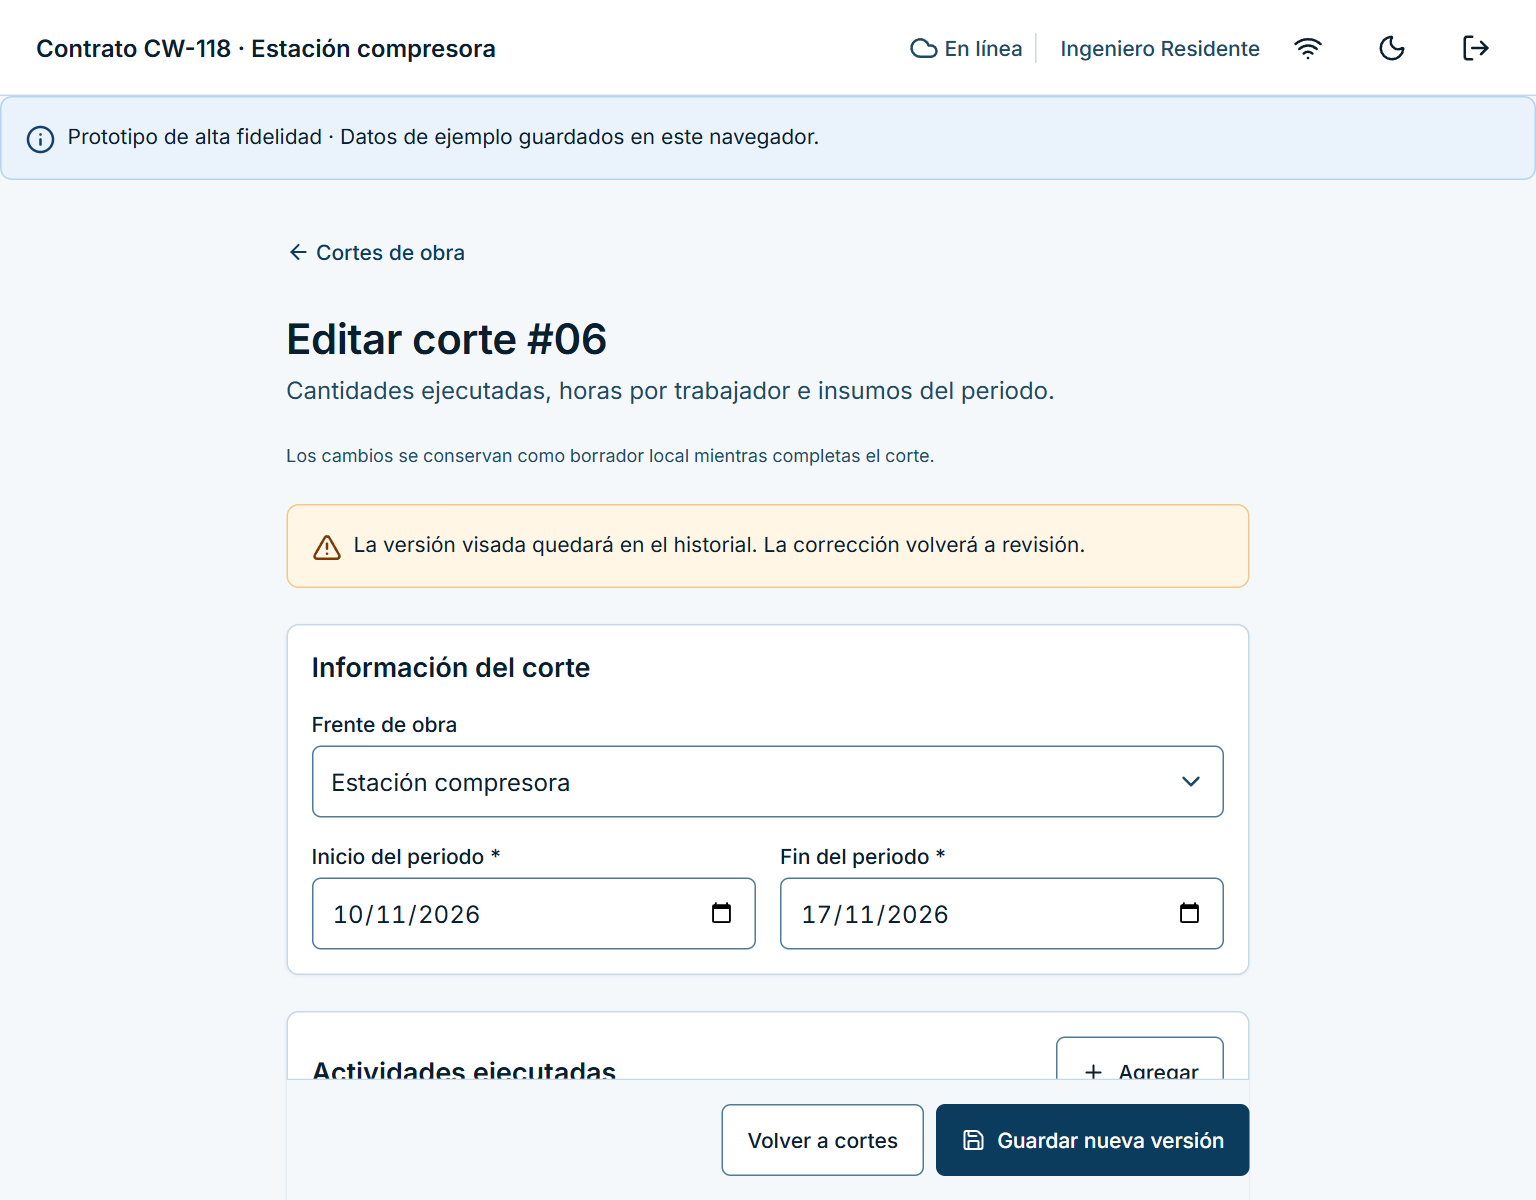 Contrato CW-118 · Estación compresora
En línea
Ingeniero Residente
Prototipo de alta fidelidad · Datos de ejemplo guardados en este navegador.
Cortes de obra
Editar corte #06
Cantidades ejecutadas, horas por trabajador e insumos del periodo.
Los cambios se conservan como borrador local mientras completas el corte.
La versión visada quedará en el historial. La corrección volverá a revisión.
Información del corte
Frente de obra
Estación compresora
Inicio del periodo *
Fin del periodo *
10/11/2026
17/11/2026
Actividades ejecutadas
Agregar
Volver a cortes
Guardar nueva versión